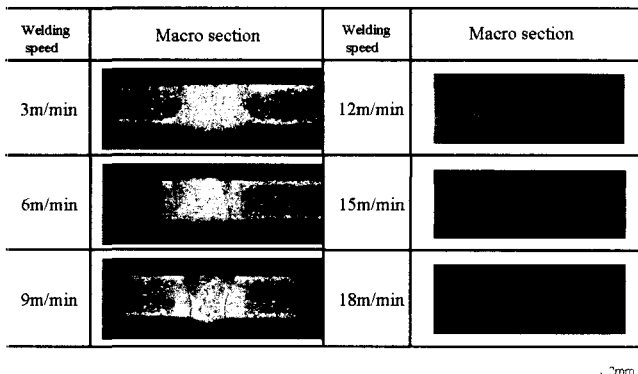 Welding speed
Macro section
Welding speed
Macro section
3m/min
12m/min
6m/min
15m/min
9m/min
18m/min
2mm